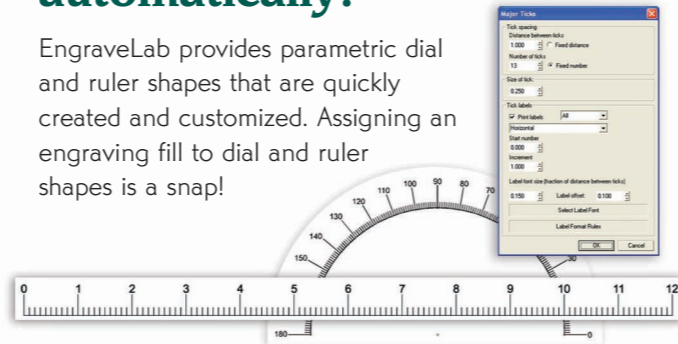 automatically?
EngraveLab provides parametric dial
and ruler shapes that are quickly
created and customized. Assigning an
engraving fill to dial and ruler
shapes is a snap!
Major Ticks
Tick spacing
Distance between ticks
1.000
Fixed distance
Number of ticks
13
Fixed number
Size of tick:
0.250
Tick labels
Print labels
All
Horizontal
Start number
0.000
Increment
1.000
Label font size (fraction of distance between ticks)
0.150
Label offset:
0.100
Select Label Font
Label Format Rules
OK
Cancel
150
140
130
120
110
100
90
80
70
30
0 1 2 3 4 5 6 7 8 9 10 11 12
180
0